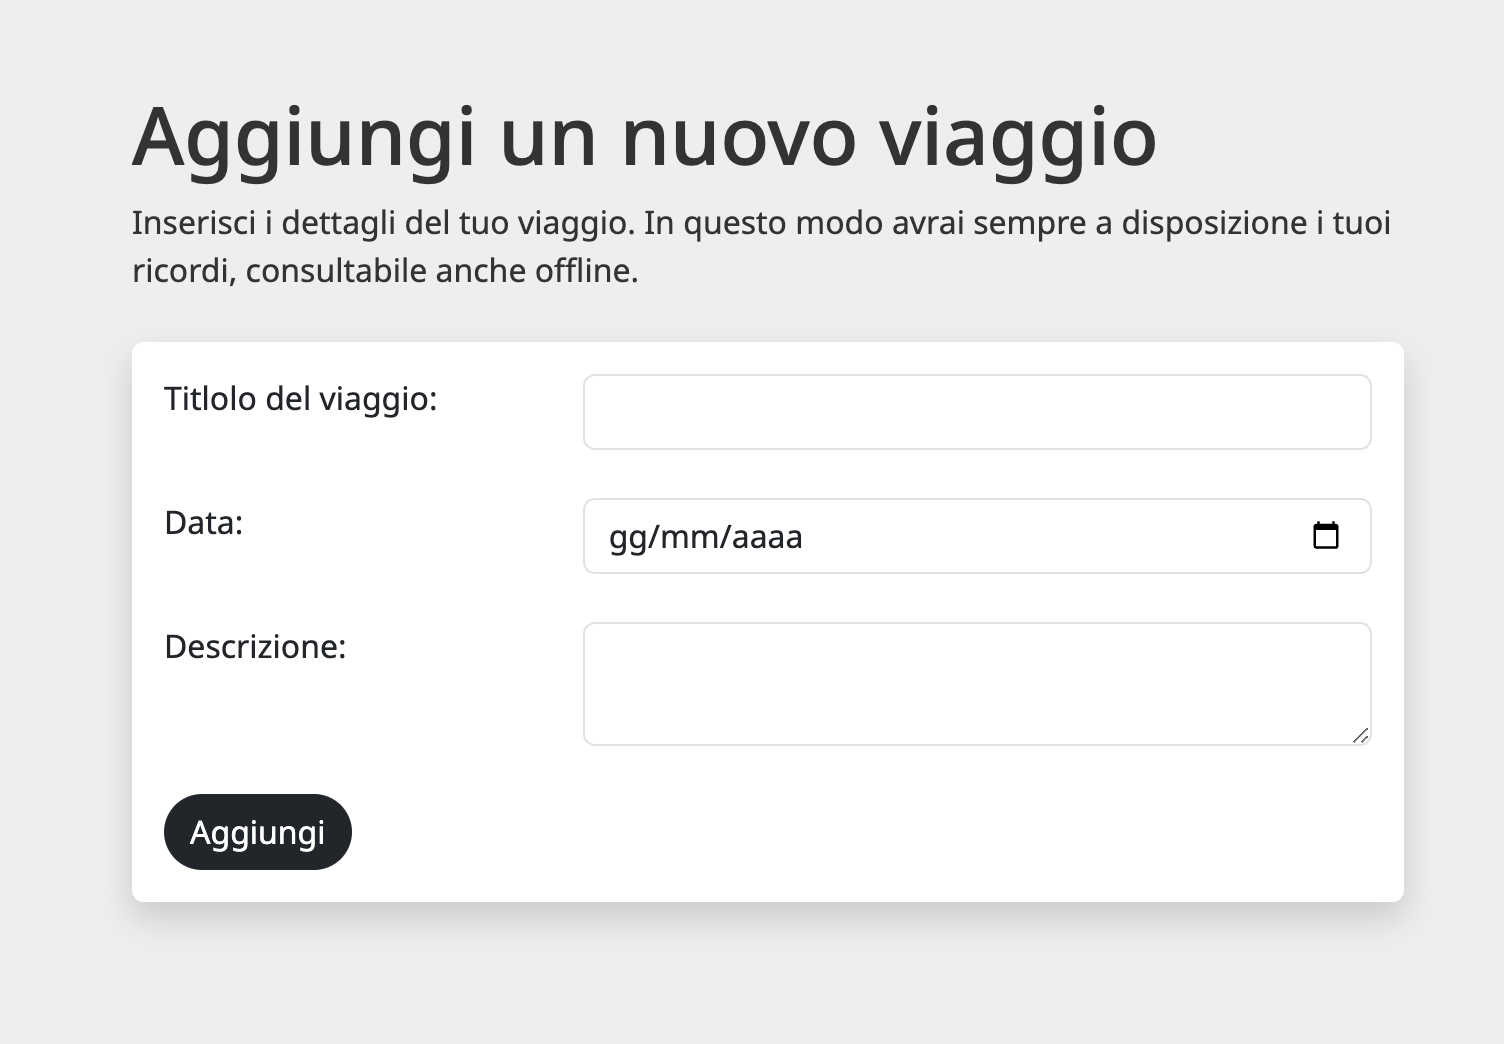 Aggiungi un nuovo viaggio
Inserisci i dettagli del tuo viaggio. In questo modo avrai sempre a disposizione i tuoi
ricordi, consultabile anche offline.
Titlolo del viaggio:
Data:
gg/mm/aaaa
Descrizione:
Aggiungi